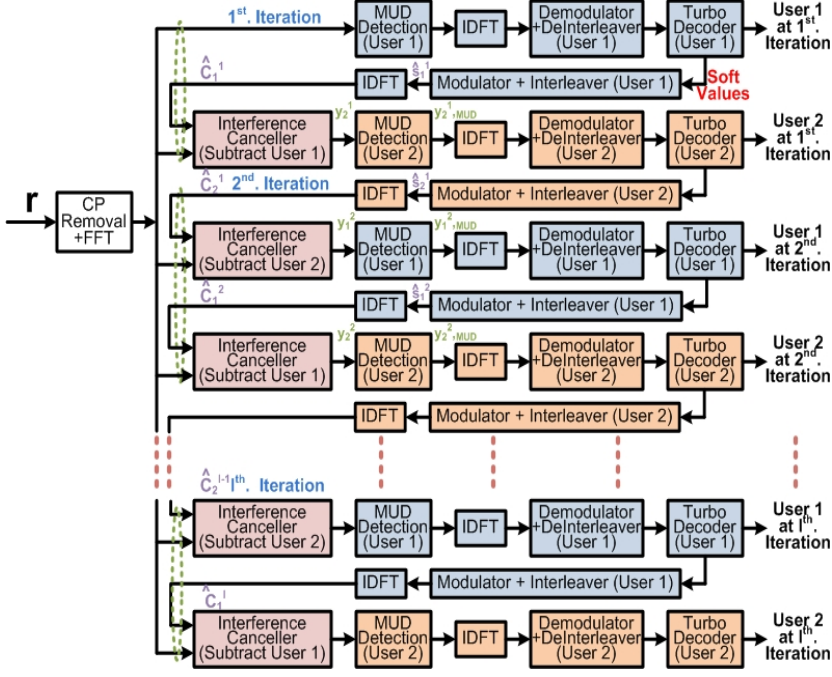 1st. Iteration
MUD
Detection
(User 1)
IDFT
Demodulator
+DeInterleaver
(User 1)
Turbo
Decoder
(User 1)
User 1
at 1st.
Iteration
Ĉ₁¹
IDFT
ŝ₁¹
Modulator + Interleaver (User 1)
Soft
Values
Interference
Canceller
(Subtract User 1)
y₂¹
MUD
Detection
(User 2)
y₂¹,MUD
IDFT
Demodulator
+DeInterleaver
(User 2)
Turbo
Decoder
(User 2)
User 2
at 1st.
Iteration
r
CP
Removal
+FFT
Ĉ₂¹
2nd. Iteration
IDFT
ŝ₂¹
Modulator + Interleaver (User 2)
Interference
Canceller
(Subtract User 2)
y₁²
MUD
Detection
(User 1)
y₁²,MUD
IDFT
Demodulator
+DeInterleaver
(User 1)
Turbo
Decoder
(User 1)
User 1
at 2nd.
Iteration
Ĉ₁²
IDFT
ŝ₁²
Modulator + Interleaver (User 1)
Interference
Canceller
(Subtract User 1)
y₂²
MUD
Detection
(User 2)
y₂²,MUD
IDFT
Demodulator
+DeInterleaver
(User 2)
Turbo
Decoder
(User 2)
User 2
at 2nd.
Iteration
IDFT
Modulator + Interleaver (User 2)
Ĉ₂ᴵ⁻¹ Ith. Iteration
Interference
Canceller
(Subtract User 2)
MUD
Detection
(User 1)
IDFT
Demodulator
+DeInterleaver
(User 1)
Turbo
Decoder
(User 1)
User 1
at Ith.
Iteration
IDFT
Modulator + Interleaver (User 1)
Ĉ₁ᴵ
Interference
Canceller
(Subtract User 1)
MUD
Detection
(User 2)
IDFT
Demodulator
+DeInterleaver
(User 2)
Turbo
Decoder
(User 2)
User 2
at Ith.
Iteration